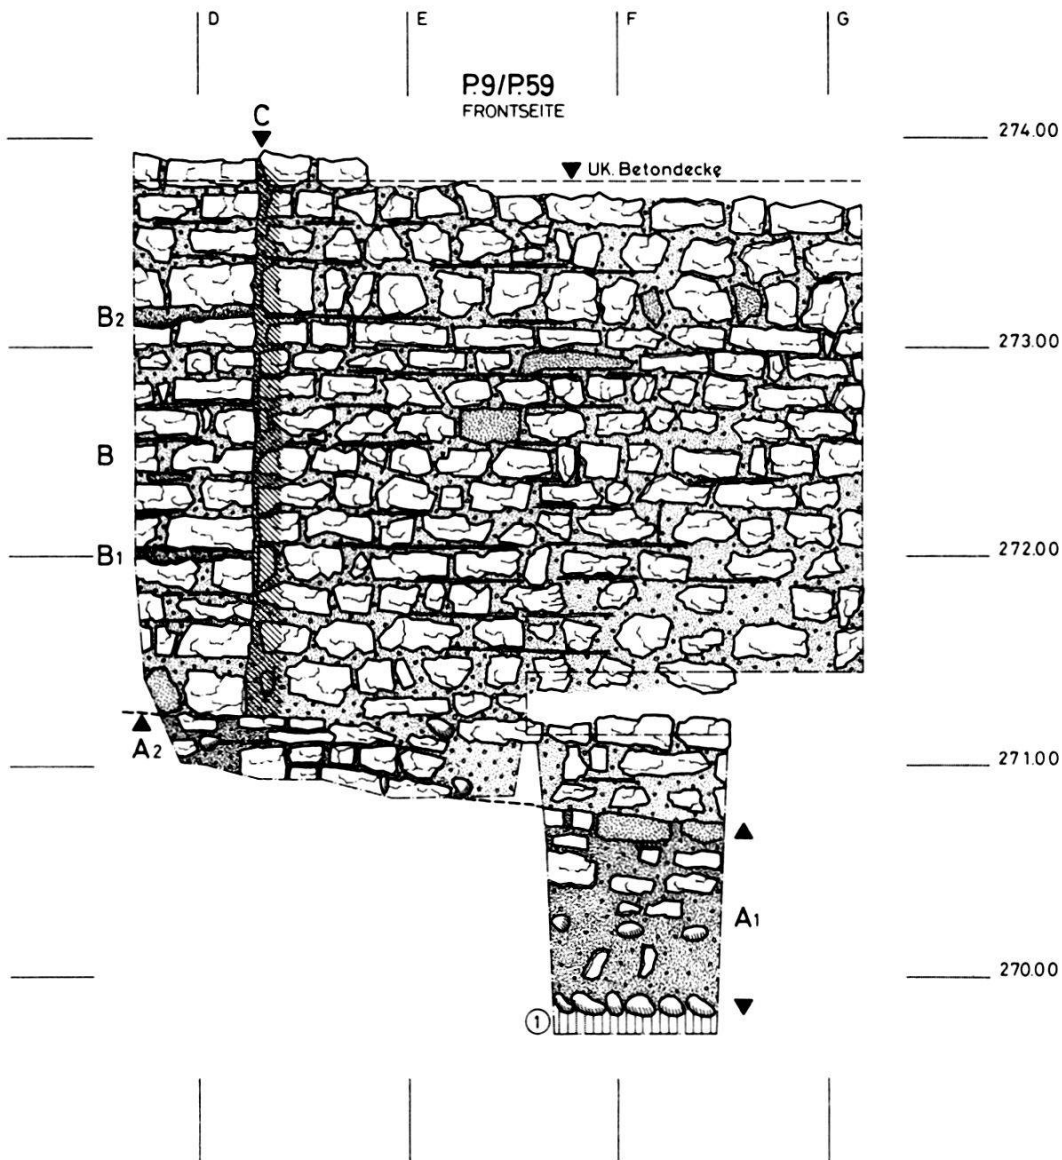 D E F G
P.9/P.59
FRONTSEITE
C
274.00
UK. Betondecke
B2
273.00
B
B1
272.00
A2
271.00
A1
270.00
1